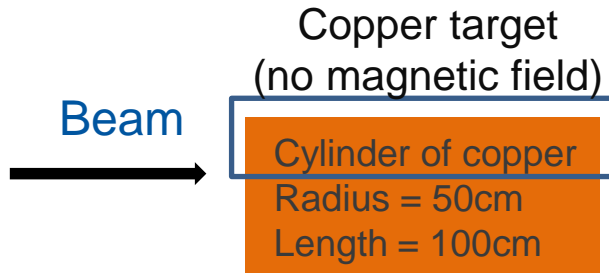 Copper target
(no magnetic field)
Beam
Cylinder of copper
Radius = 50cm
Length = 100cm